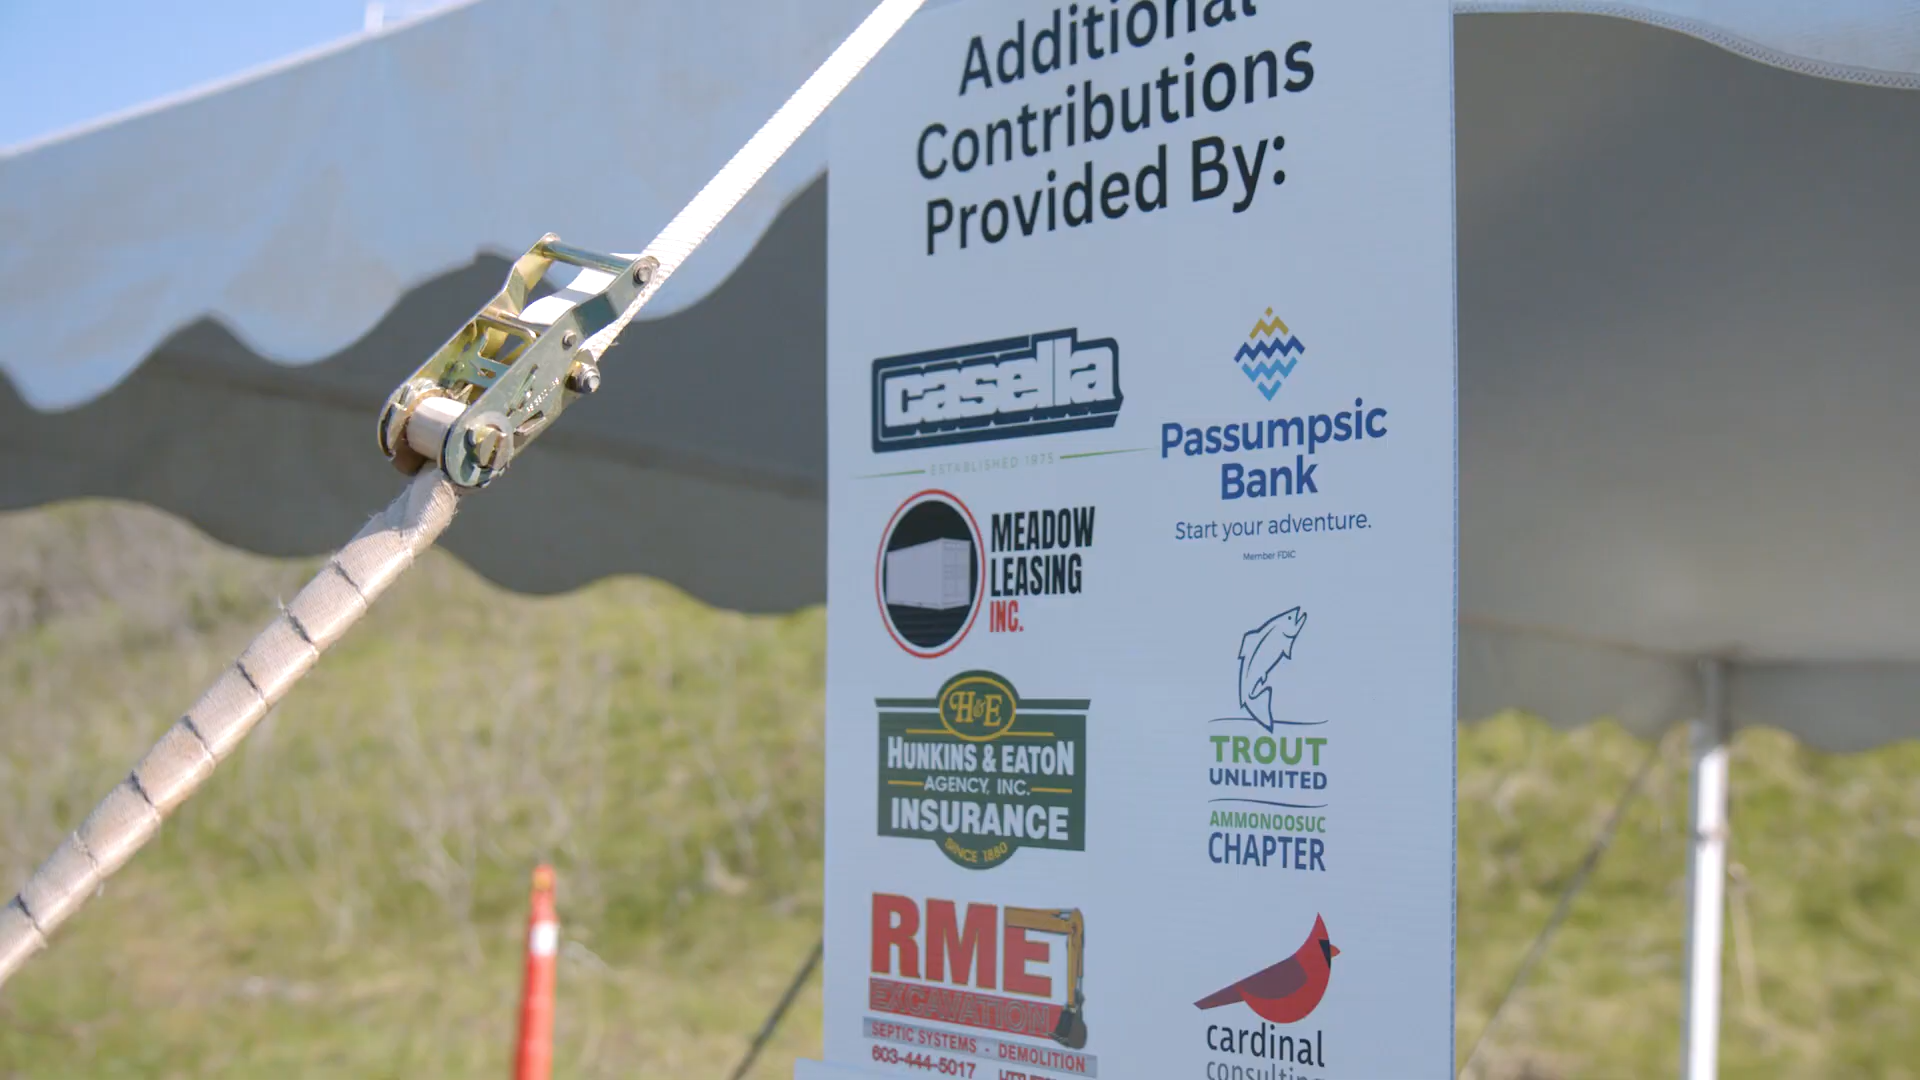 Additional
Contributions
Provided By:
casella
ESTABLISHED 1975
Passumpsic
Bank
Start your adventure.
Member FDIC
MEADOW
LEASING
INC.
H&E
HUNKINS & EATON
AGENCY, INC.
INSURANCE
SINCE 1880
TROUT
UNLIMITED
AMMONOOSUC
CHAPTER
RME
EXCAVATION
SEPTIC SYSTEMS - DEMOLITION
603-444-5017
cardinal
consulting